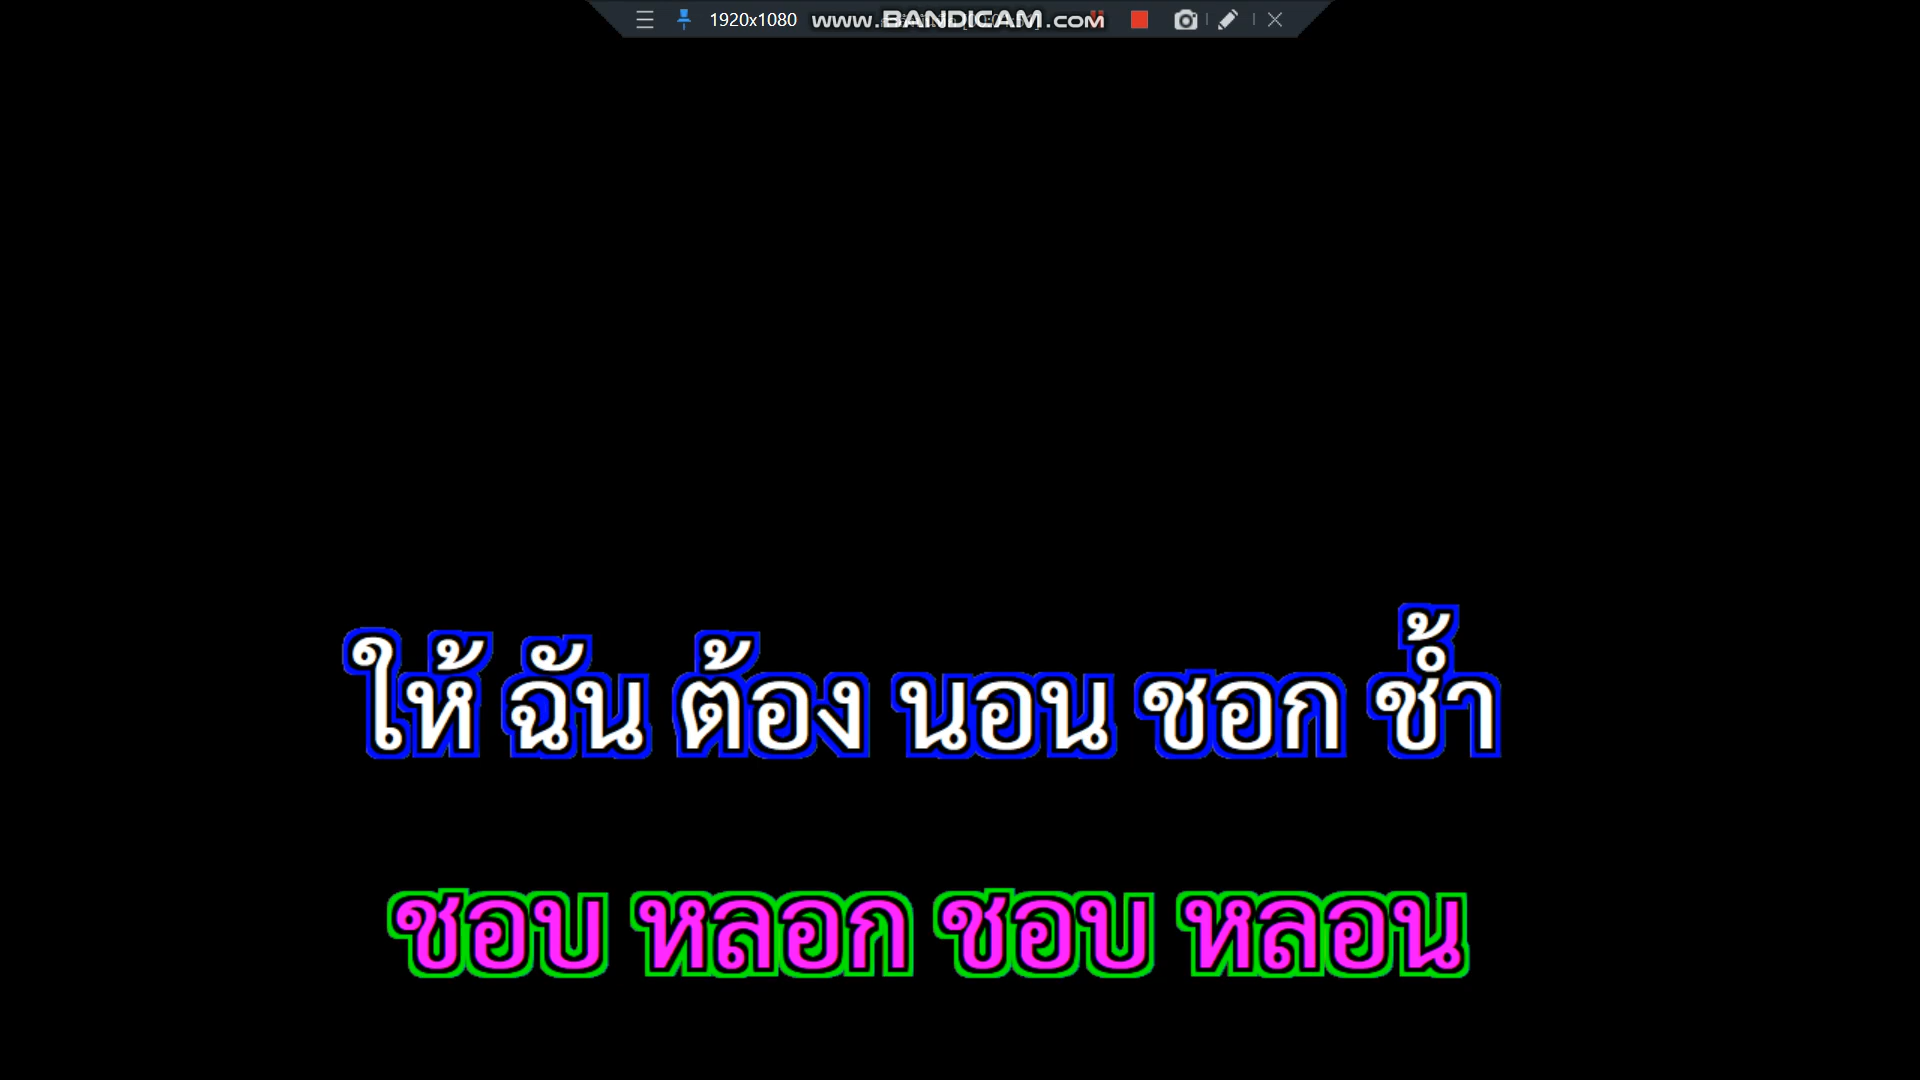 1920x1080 www.BANDICAM.com
ให้ ฉัน ต้อง นอน ชอก ช้ำ
ชอบ หลอก ชอบ หลอน